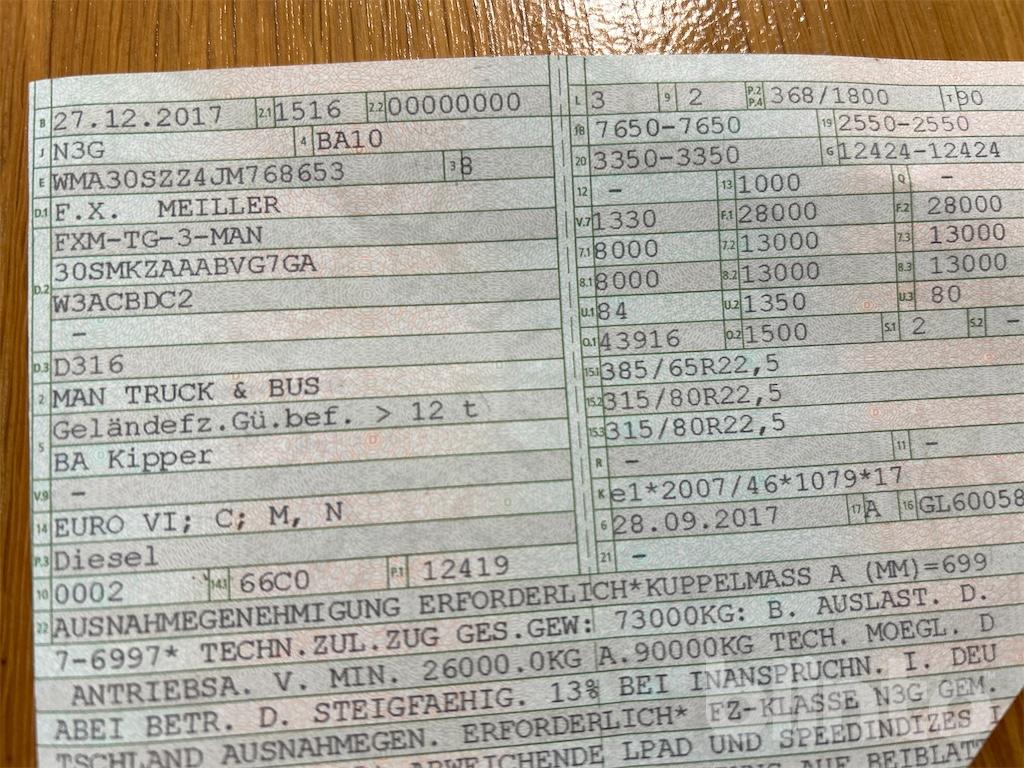 B 27.12.2017 2.1 1516 2.2 00000000
J N3G 4 BA10
E WMA30SZZ4JM768653 3 8
D.1 F.X. MEILLER
FXM-TG-3-MAN
D.2 30SMKZAAABVG7GA
W3ACBDC2
-
D.3 D316
2 MAN TRUCK & BUS
5 Geländefz.Gü.bef. > 12 t
BA Kipper
V.9 -
14 EURO VI; C; M, N
P.3 Diesel
10 0002 14.1 66C0 P.1 12419
L 3 9 2 P.2 P.4 368/1800 T 90
18 7650-7650 19 2550-2550
20 3350-3350 G 12424-12424
12 - 13 1000 Q -
V.7 1330 F.1 28000 F.2 28000
7.1 8000 7.2 13000 7.3 13000
8.1 8000 8.2 13000 8.3 13000
U.1 84 U.2 1350 U.3 80
O.1 43916 O.2 1500 S.1 2 S.2 -
15.1 385/65R22,5
15.2 315/80R22,5
15.3 315/80R22,5
R - 11 -
K e1*2007/46*1079*17
6 28.09.2017 17 A 16 GL60058
21 -
22 AUSNAHMEGENEHMIGUNG ERFORDERLICH*KUPPELMASS A (MM)=699
7-6997* TECHN.ZUL.ZUG GES.GEW: 73000KG: B. AUSLAST. D.
ANTRIEBSA. V. MIN. 26000.0KG A.90000KG TECH. MOEGL. D
ABEI BETR. D. STEIGFAEHIG. 13% BEI INANSPRUCHN. I. DEU
TSCHLAND AUSNAHMEGEN. ERFORDERLICH* FZ-KLASSE N3G GEM.
ABWEICHENDE LPAD UND SPEEDINDIZES I
AUF BEIBLAT